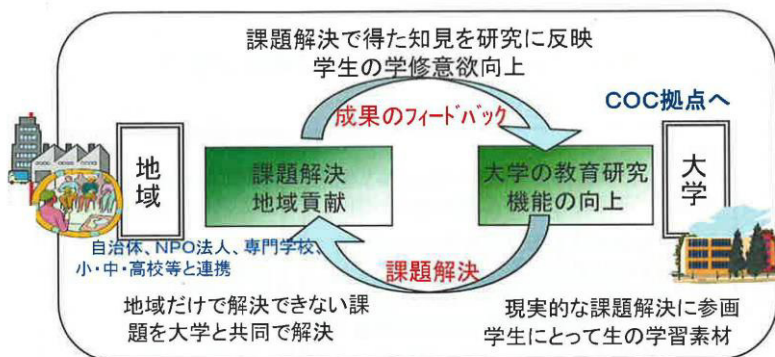 課題解決で得た知見を研究に反映
学生の学修意欲向上
成果のフィードバック
COC拠点へ
地域
課題解決
地域貢献
大学の教育研究
機能の向上
大学
自治体、NPO法人、専門学校、
小・中・高校等と連携
課題解決
地域だけで解決できない課
題を大学と共同で解決
現実的な課題解決に参画
学生にとって生の学習素材